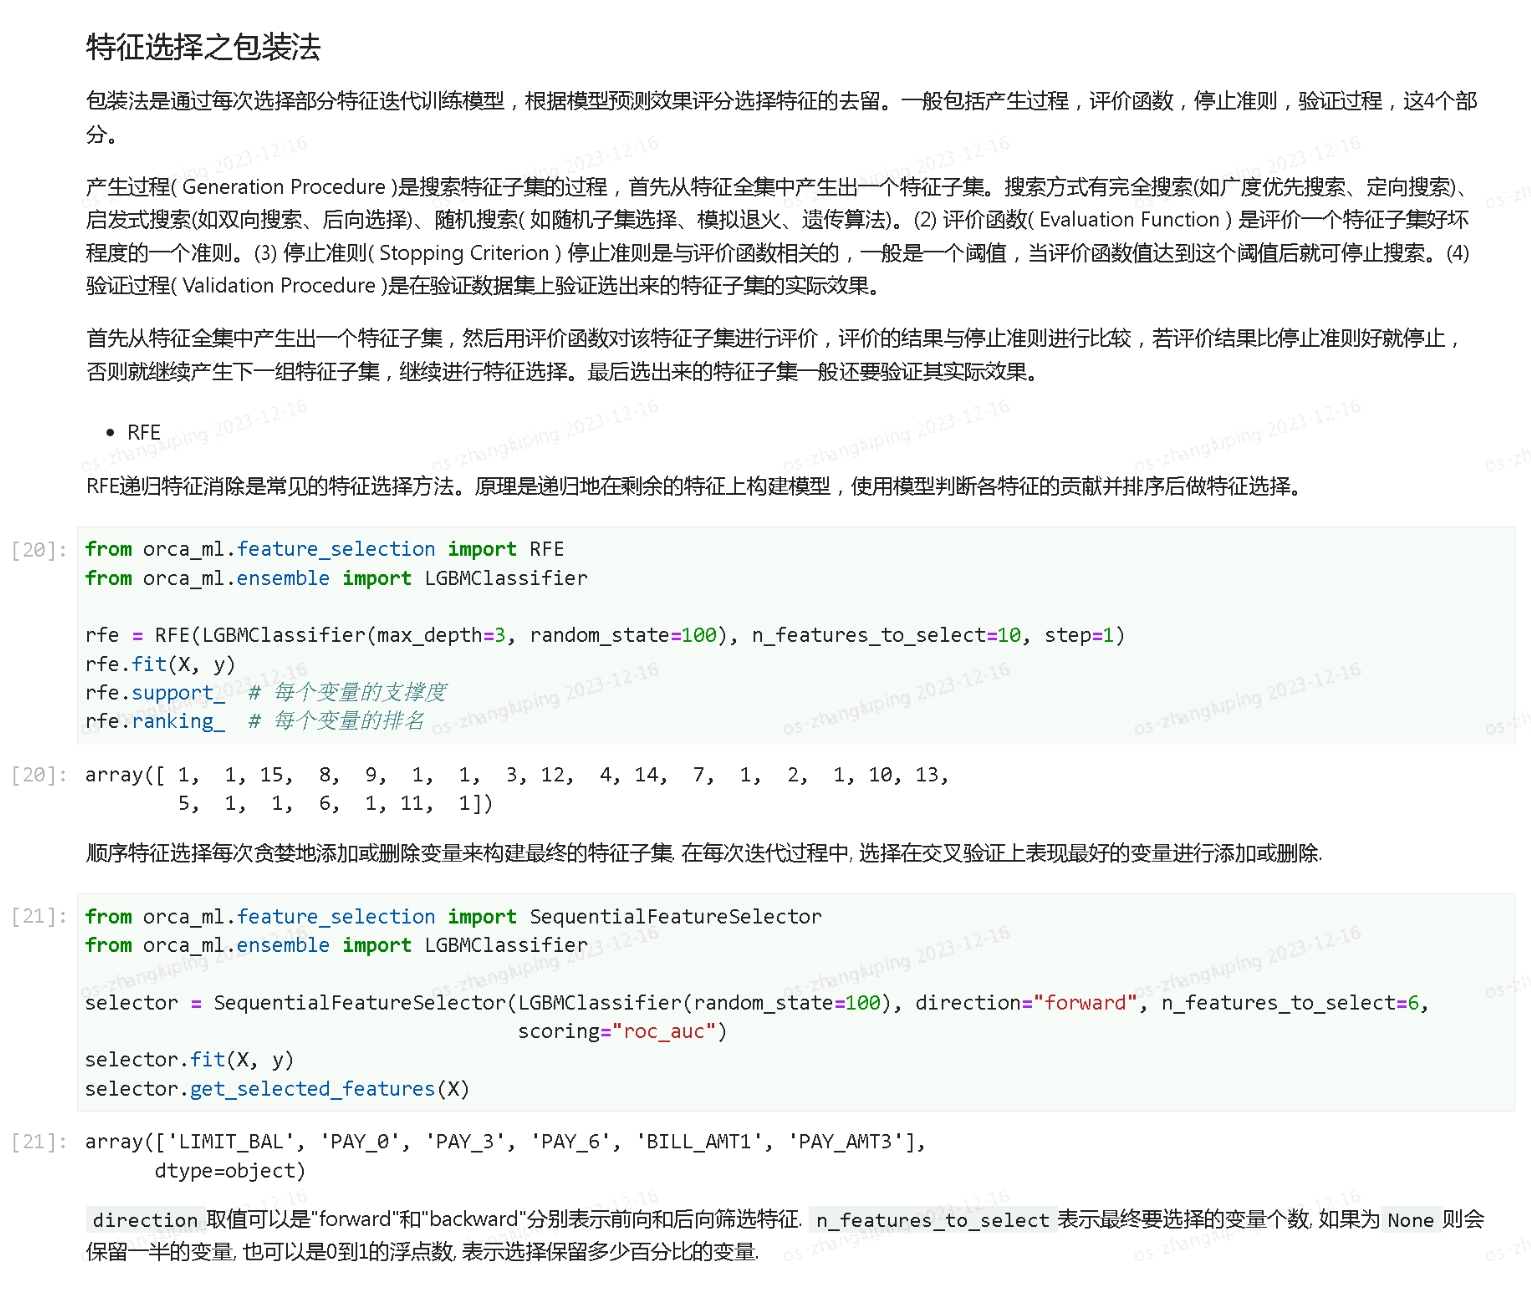 特征选择之包装法
包装法是通过每次选择部分特征迭代训练模型，根据模型预测效果评分选择特征的去留。一般包括产生过程，评价函数，停止准则，验证过程，这4个部
分。
产生过程( Generation Procedure )是搜索特征子集的过程，首先从特征全集中产生出一个特征子集。搜索方式有完全搜索(如广度优先搜索、定向搜索)、
启发式搜索(如双向搜索、后向选择)、随机搜索( 如随机子集选择、模拟退火、遗传算法)。(2) 评价函数( Evaluation Function ) 是评价一个特征子集好坏
程度的一个准则。(3) 停止准则( Stopping Criterion ) 停止准则是与评价函数相关的，一般是一个阈值，当评价函数值达到这个阈值后就可停止搜索。(4)
验证过程( Validation Procedure )是在验证数据集上验证选出来的特征子集的实际效果。
首先从特征全集中产生出一个特征子集，然后用评价函数对该特征子集进行评价，评价的结果与停止准则进行比较，若评价结果比停止准则好就停止，
否则就继续产生下一组特征子集，继续进行特征选择。最后选出来的特征子集一般还要验证其实际效果。
• RFE
RFE递归特征消除是常见的特征选择方法。原理是递归地在剩余的特征上构建模型，使用模型判断各特征的贡献并排序后做特征选择。
[20]: from orca_ml.feature_selection import RFE
from orca_ml.ensemble import LGBMClassifier
rfe = RFE(LGBMClassifier(max_depth=3, random_state=100), n_features_to_select=10, step=1)
rfe.fit(X, y)
rfe.support_  # 每个变量的支撑度
rfe.ranking_  # 每个变量的排名
[20]: array([ 1,  1, 15,  8,  9,  1,  1,  3, 12,  4, 14,  7,  1,  2,  1, 10, 13,
5,  1,  1,  6,  1, 11,  1])
顺序特征选择每次贪婪地添加或删除变量来构建最终的特征子集. 在每次迭代过程中, 选择在交叉验证上表现最好的变量进行添加或删除.
[21]: from orca_ml.feature_selection import SequentialFeatureSelector
from orca_ml.ensemble import LGBMClassifier
selector = SequentialFeatureSelector(LGBMClassifier(random_state=100), direction="forward", n_features_to_select=6,
scoring="roc_auc")
selector.fit(X, y)
selector.get_selected_features(X)
[21]: array(['LIMIT_BAL', 'PAY_0', 'PAY_3', 'PAY_6', 'BILL_AMT1', 'PAY_AMT3'],
dtype=object)
direction 取值可以是"forward"和"backward"分别表示前向和后向筛选特征. n_features_to_select 表示最终要选择的变量个数, 如果为 None 则会
保留一半的变量, 也可以是0到1的浮点数, 表示选择保留多少百分比的变量.